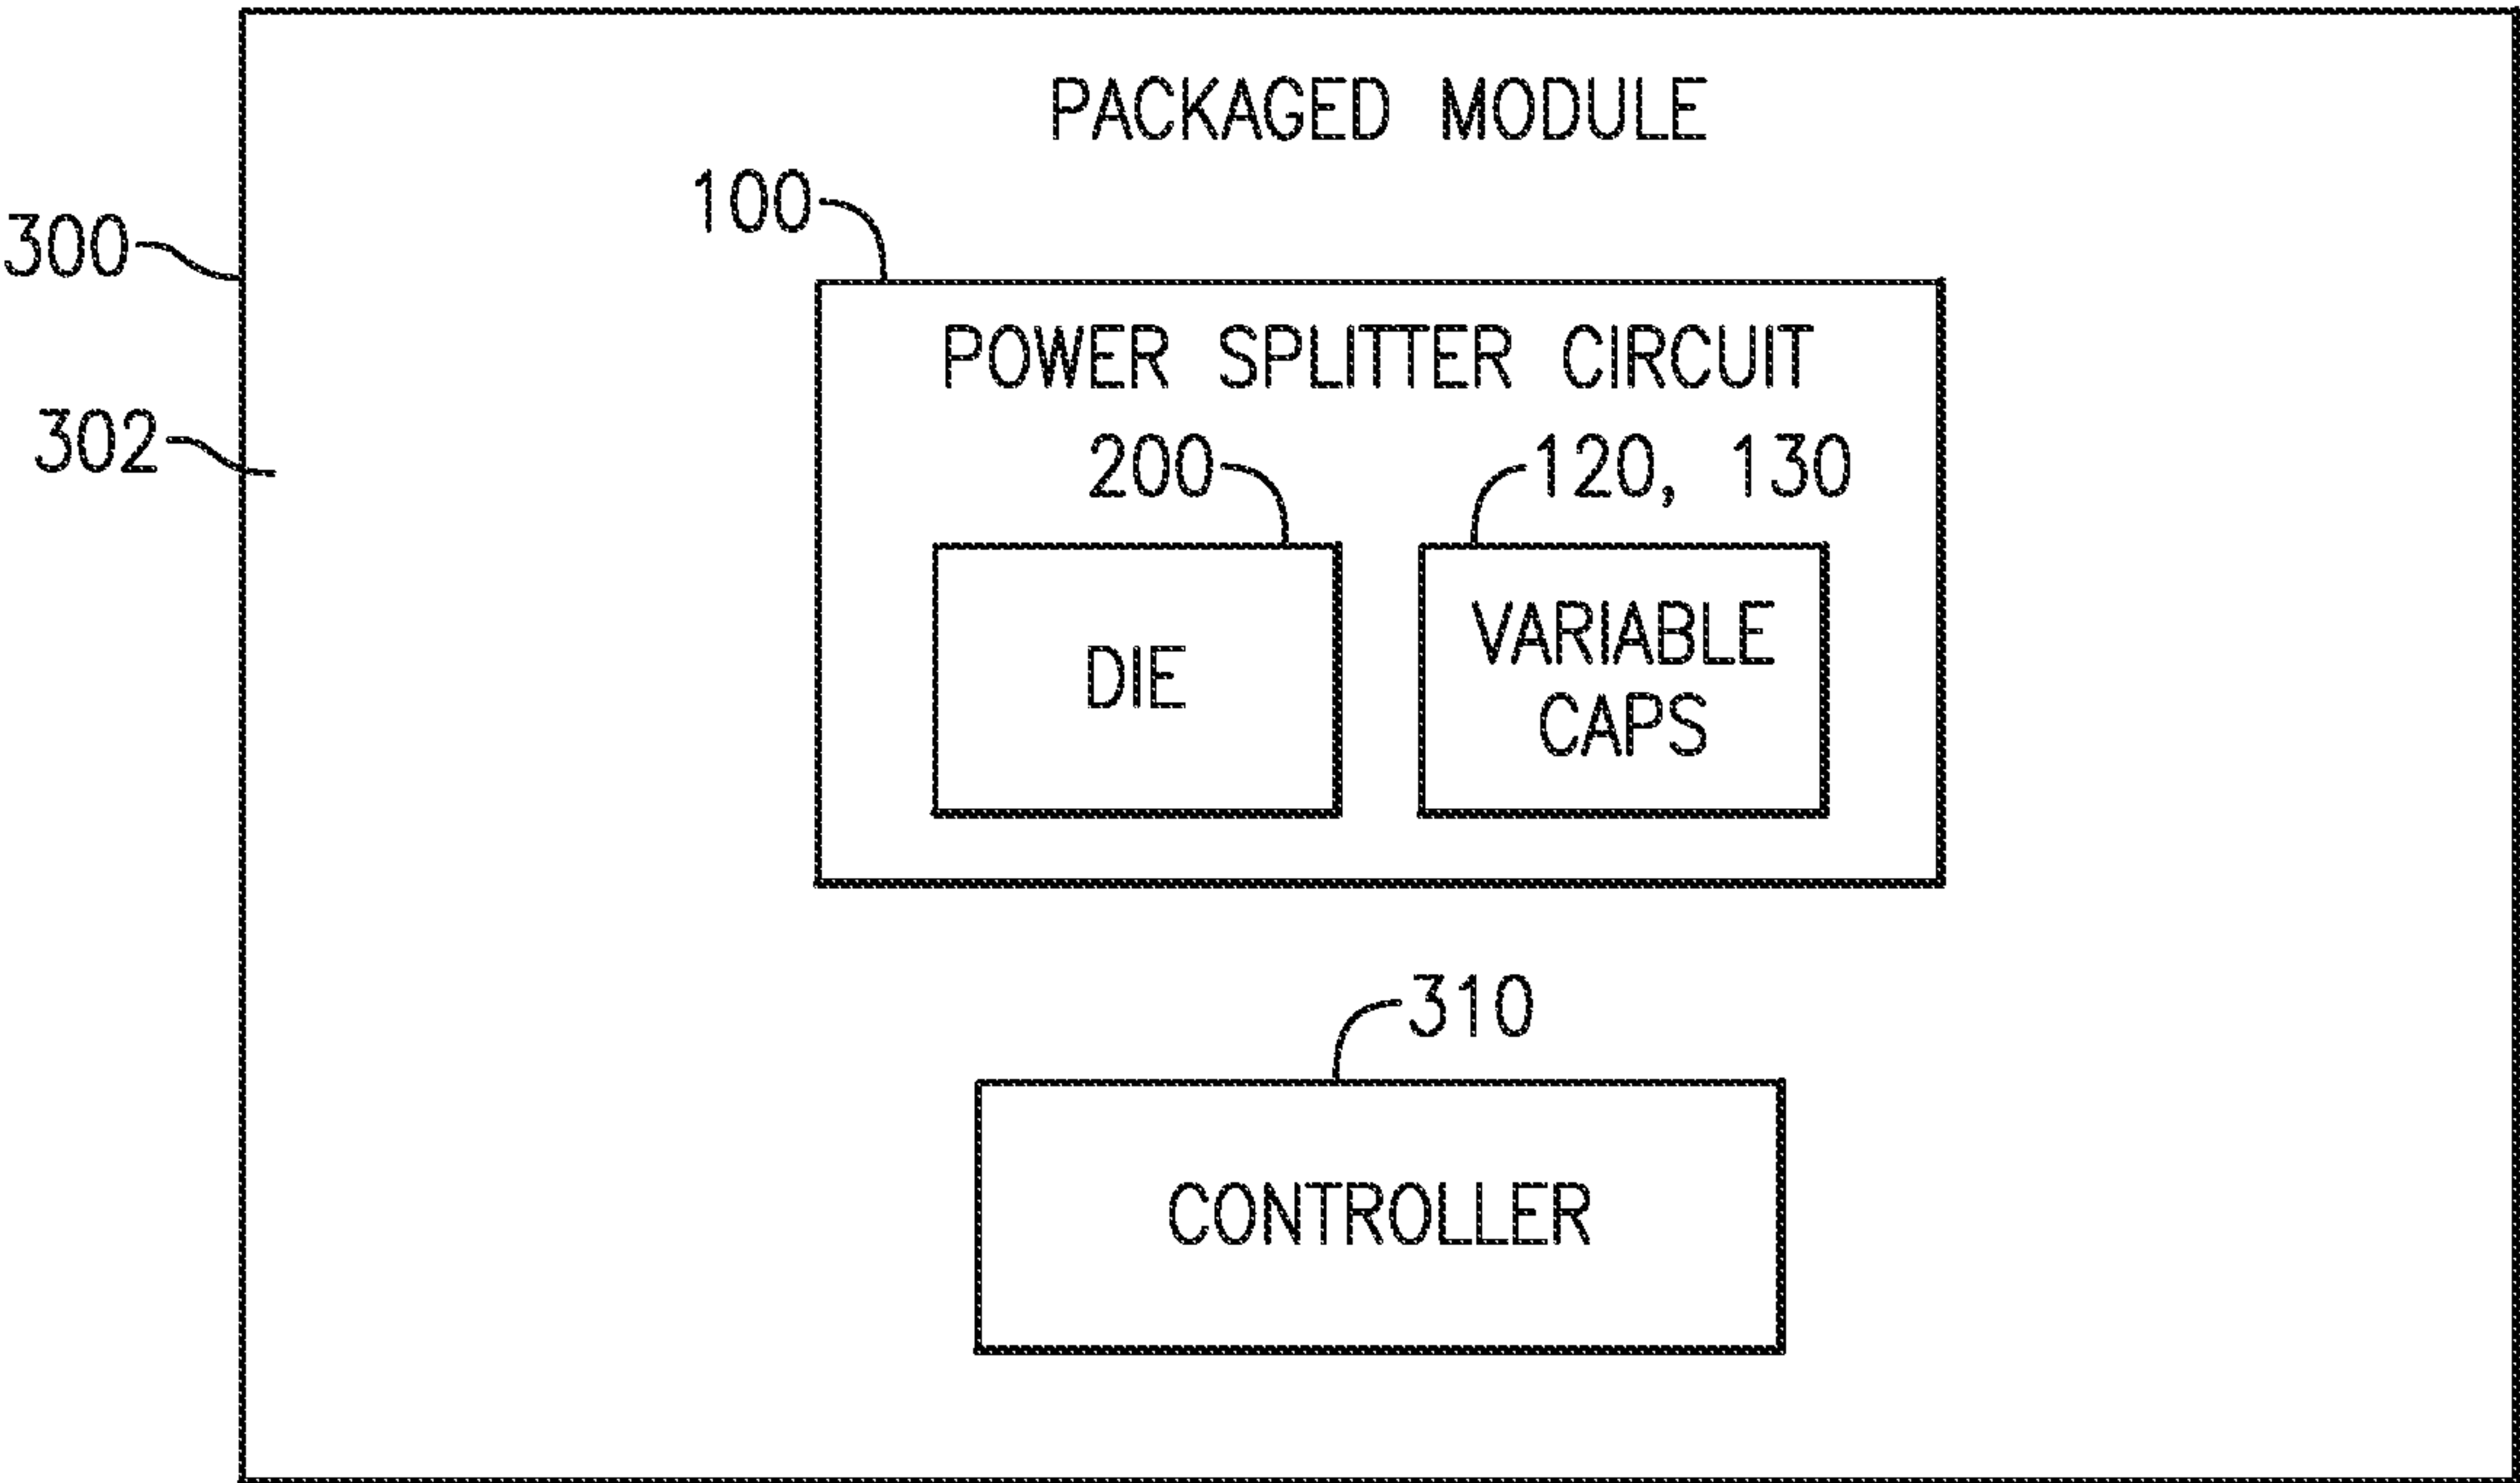 PACKAGED MODULE
100
300
POWER SPLITTER CIRCUIT
302
200
120, 130
DIE
VARIABLE
CAPS
310
CONTROLLER